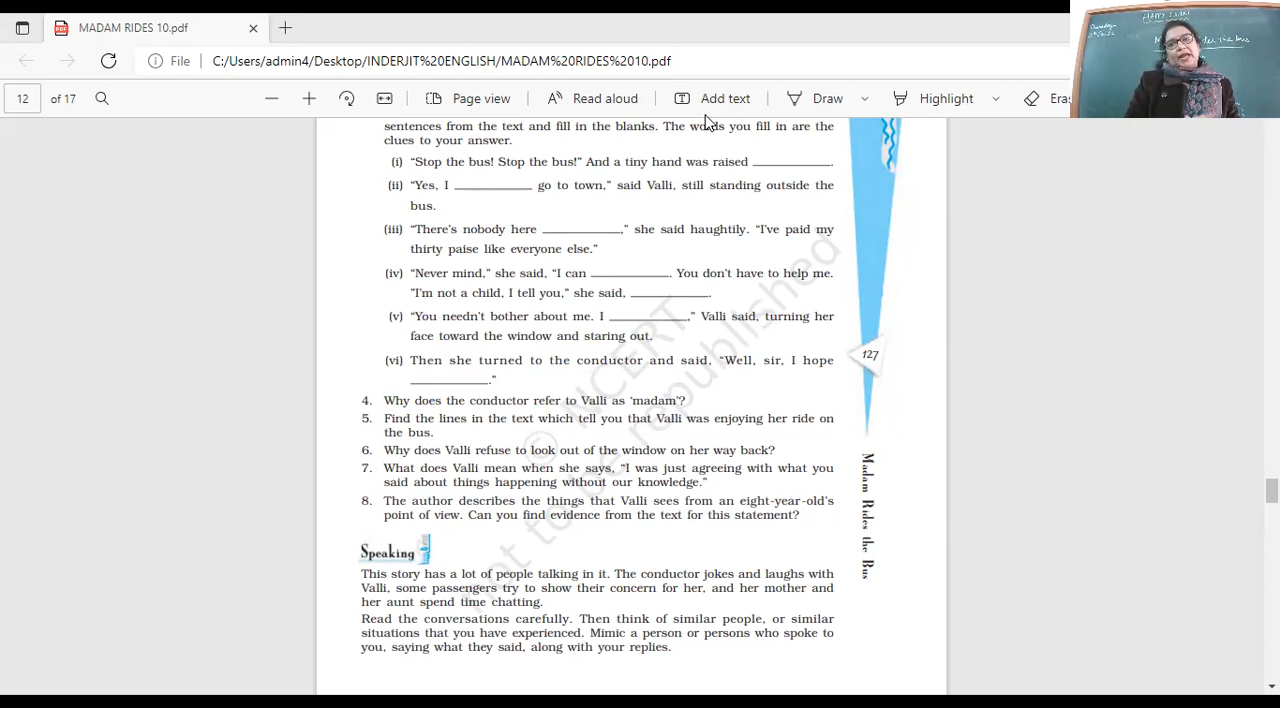 MADAM RIDES 10.pdf
File C:/Users/admin4/Desktop/INDERJIT%20ENGLISH/MADAM%20RIDES%2010.pdf
12 of 17 Page view Read aloud Add text Draw Highlight Eras
sentences from the text and fill in the blanks. The words you fill in are the
clues to your answer.
(i) “Stop the bus! Stop the bus!” And a tiny hand was raised ____________.
(ii) “Yes, I ____________ go to town,” said Valli, still standing outside the
bus.
(iii) “There’s nobody here ____________,” she said haughtily. “I’ve paid my
thirty paise like everyone else.”
(iv) “Never mind,” she said, “I can ____________. You don’t have to help me.
“I’m not a child, I tell you,” she said, ____________.
(v) “You needn’t bother about me. I ____________,” Valli said, turning her
face toward the window and staring out.
(vi) Then she turned to the conductor and said, “Well, sir, I hope
____________.”
4. Why does the conductor refer to Valli as ‘madam’?
5. Find the lines in the text which tell you that Valli was enjoying her ride on
the bus.
6. Why does Valli refuse to look out of the window on her way back?
7. What does Valli mean when she says, “I was just agreeing with what you
said about things happening without our knowledge.”
8. The author describes the things that Valli sees from an eight-year-old’s
point of view. Can you find evidence from the text for this statement?
Speaking
This story has a lot of people talking in it. The conductor jokes and laughs with
Valli, some passengers try to show their concern for her, and her mother and
her aunt spend time chatting.
Read the conversations carefully. Then think of similar people, or similar
situations that you have experienced. Mimic a person or persons who spoke to
you, saying what they said, along with your replies.
127
Madam Rides the Bus
© NCERT
not to be republished
the Bus